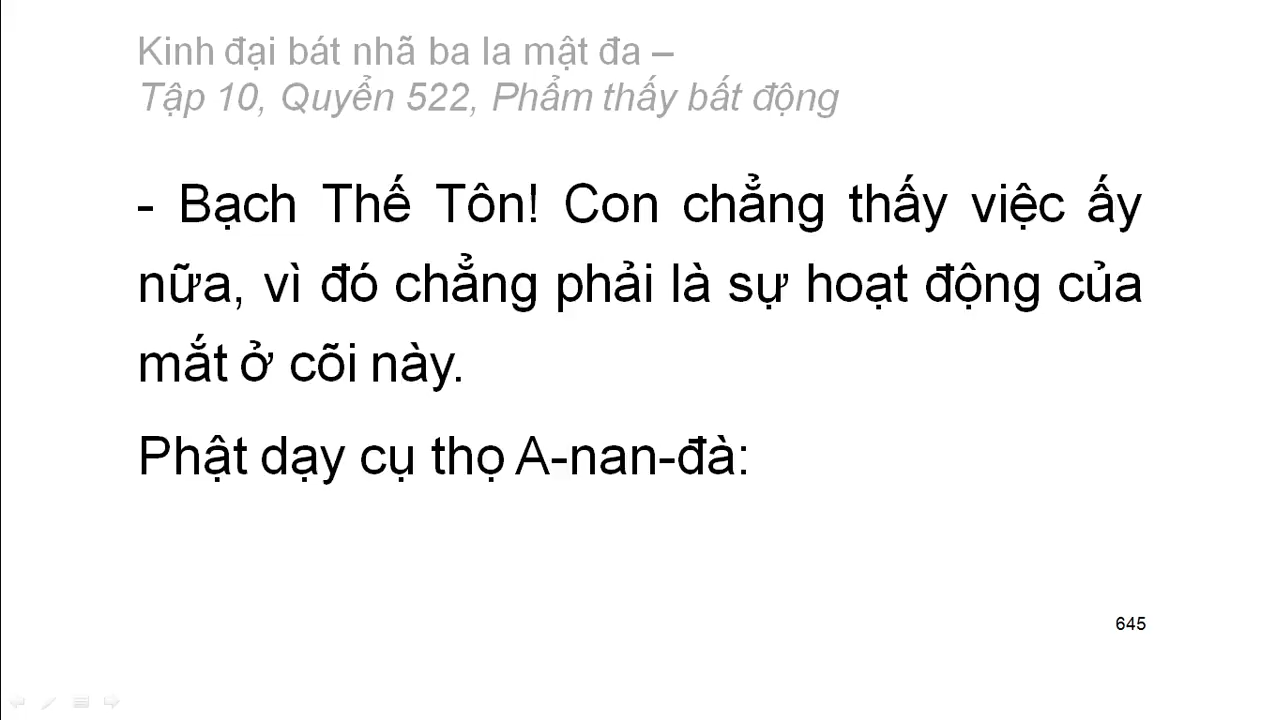 Kinh đại bát nhã ba la mật đa –
Tập 10, Quyển 522, Phẩm thấy bất động
- Bạch Thế Tôn! Con chẳng thấy việc ấy
nữa, vì đó chẳng phải là sự hoạt động của
mắt ở cõi này.
Phật dạy cụ thọ A-nan-đà:
645